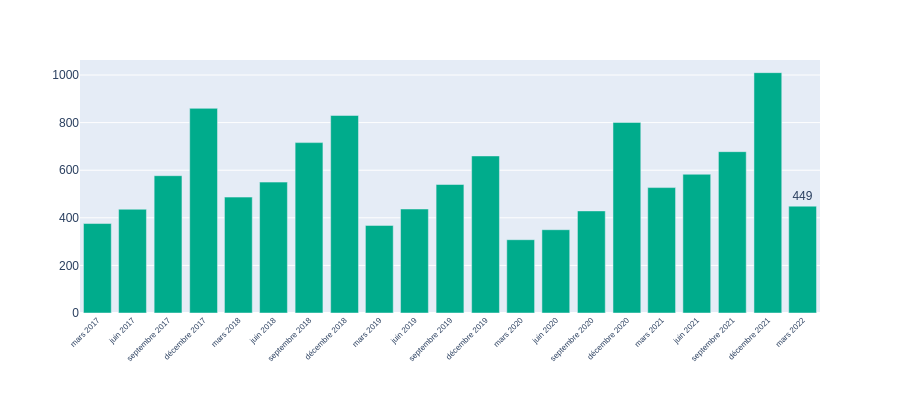 1000
800
600
400
200
0
449
mars 2017
juin 2017
septembre 2017
décembre 2017
mars 2018
juin 2018
septembre 2018
décembre 2018
mars 2019
juin 2019
septembre 2019
décembre 2019
mars 2020
juin 2020
septembre 2020
décembre 2020
mars 2021
juin 2021
septembre 2021
décembre 2021
mars 2022